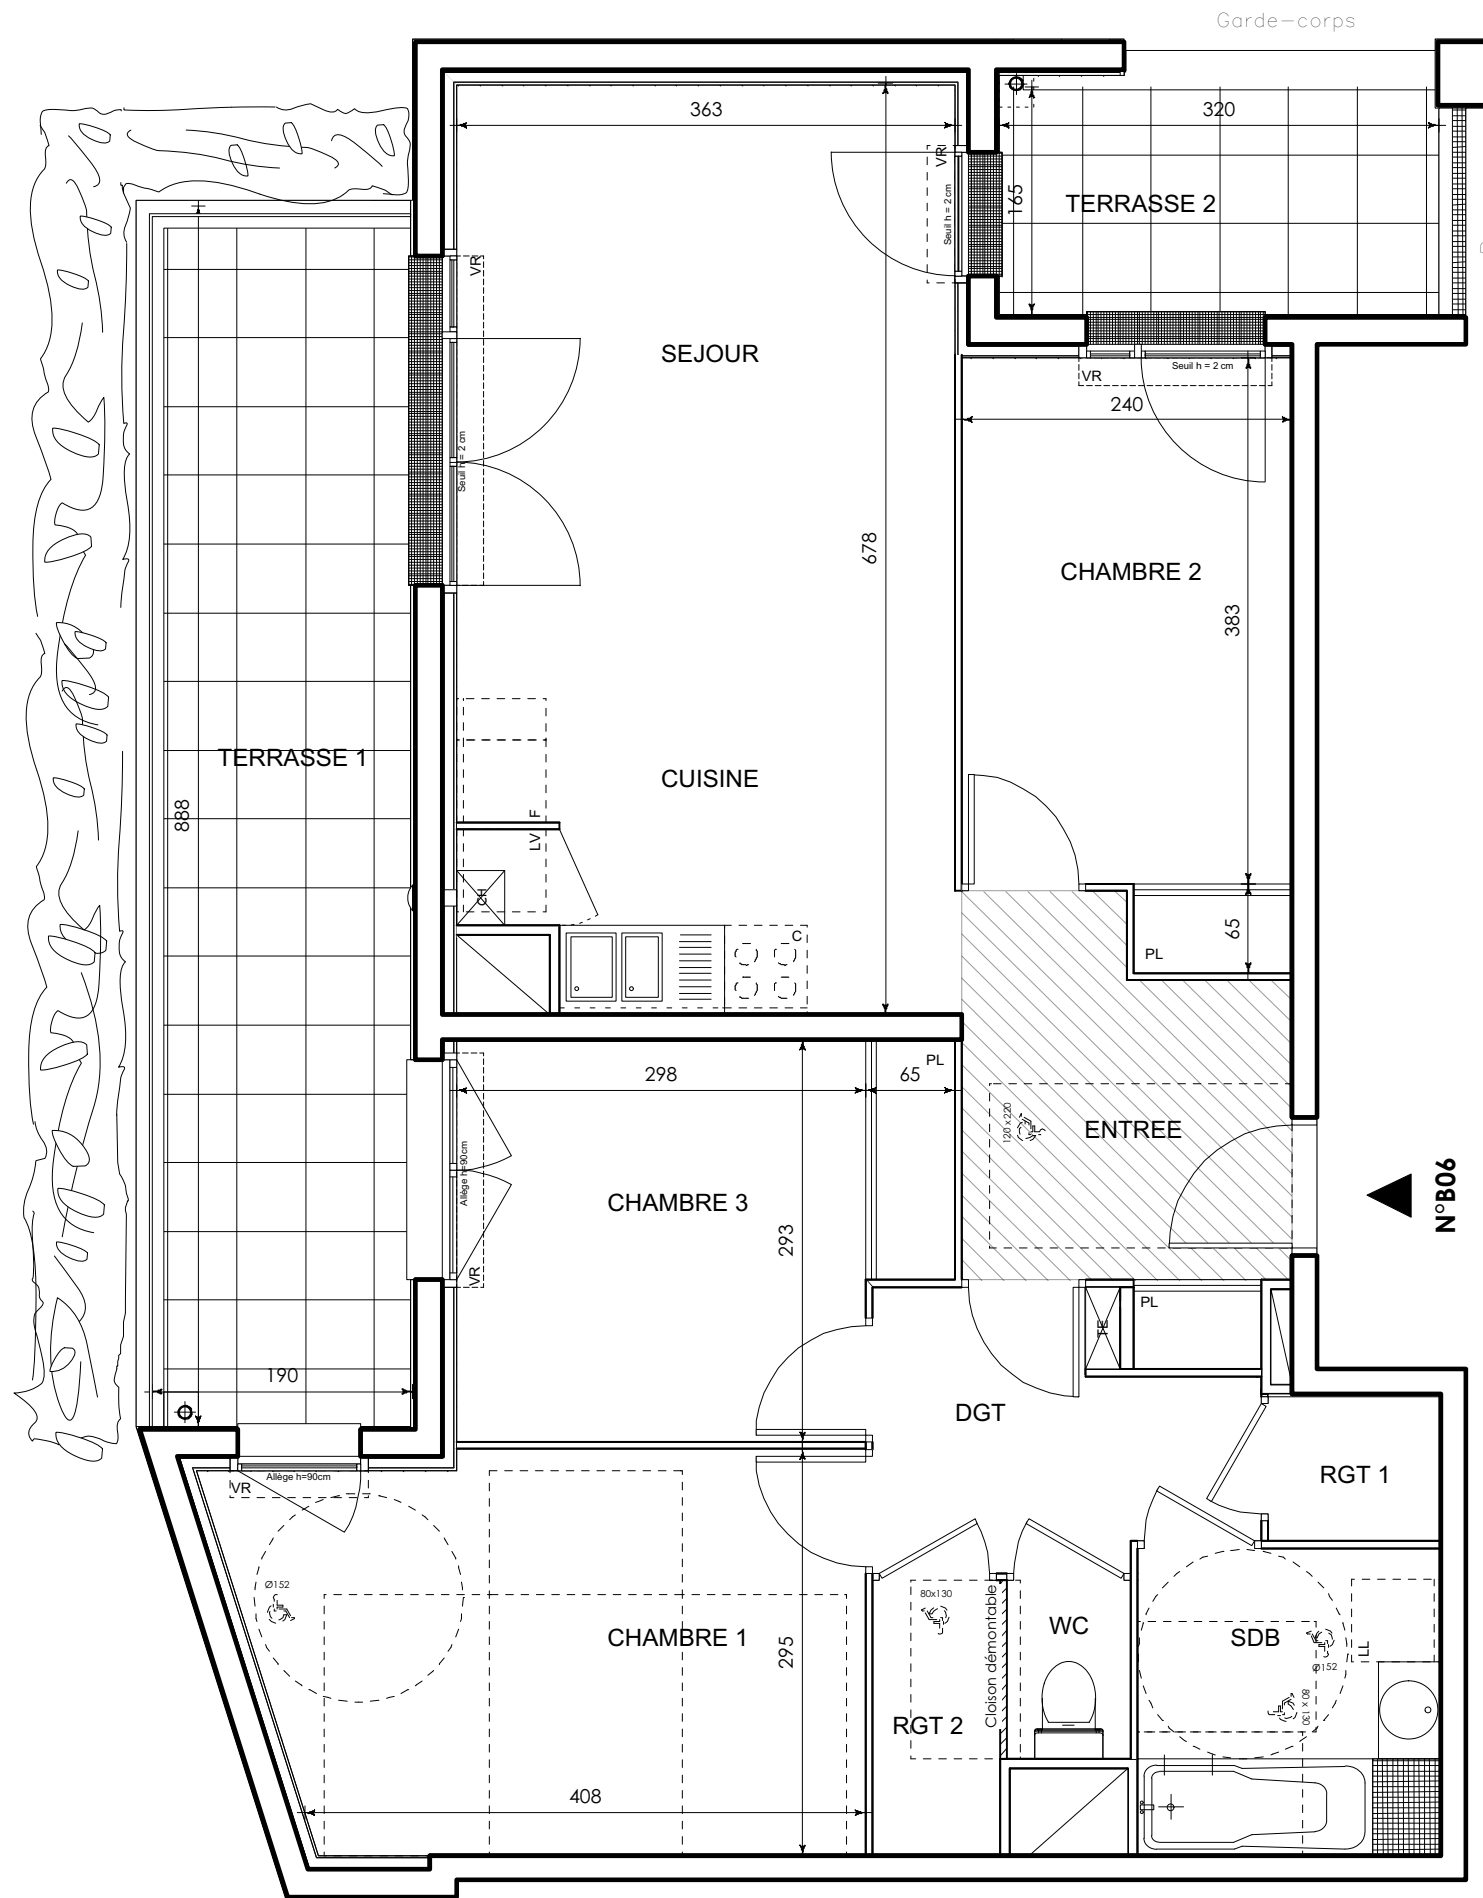 Garde-corps
363
320
VR
Seuil h = 2 cm
165
TERRASSE 2
VR
SEJOUR
Seuil h = 2 cm
VR
Seuil h = 2 cm
240
678
CHAMBRE 2
383
TERRASSE 1
888
CUISINE
F
LV
CH
C
65
PL
298
65
PL
120 x 220
ENTREE
N°B06
Allège h=90cm
CHAMBRE 3
293
VR
PL
TE
190
DGT
RGT 1
Allège h=90cm
VR
Ø152
80x130
Cloison démontable
CHAMBRE 1
295
WC
SDB
LL
Ø152
80 x 130
RGT 2
408